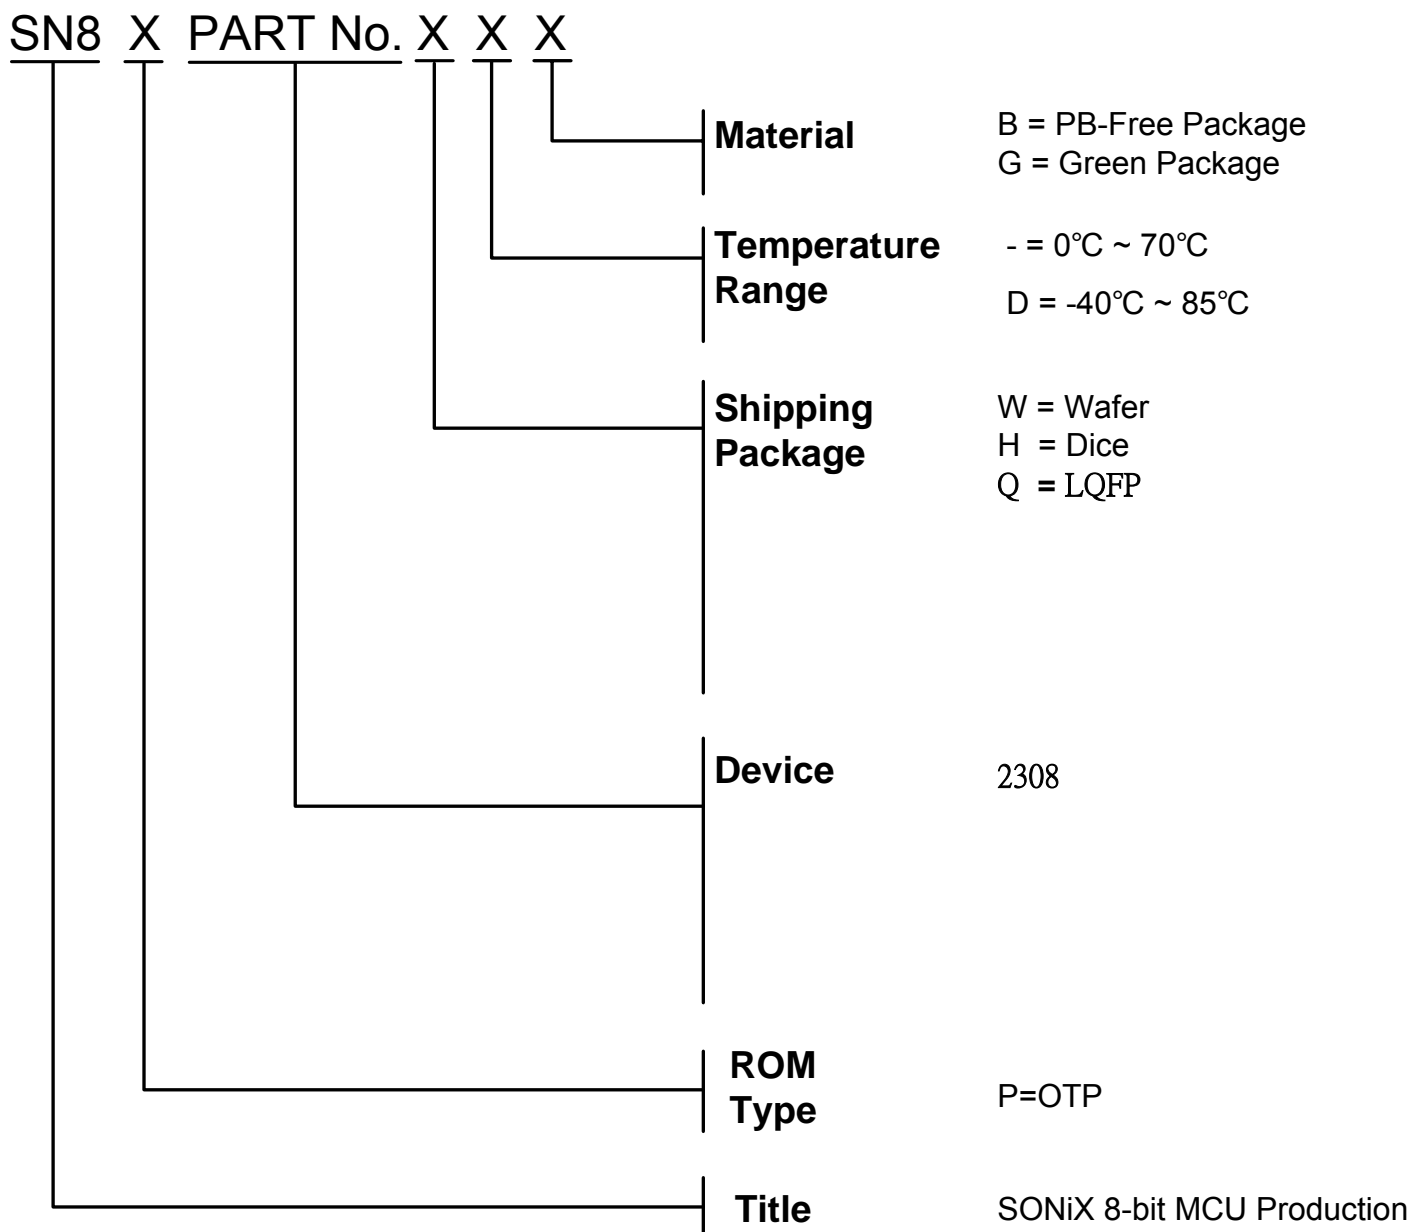 SN8 X PART No. X X X
Material
B = PB-Free Package
G = Green Package
Temperature
Range
- = 0℃ ~ 70℃
D = -40℃ ~ 85℃
Shipping
Package
W = Wafer
H = Dice
Q = LQFP
Device
2308
ROM
Type
P=OTP
Title
SONiX 8-bit MCU Production